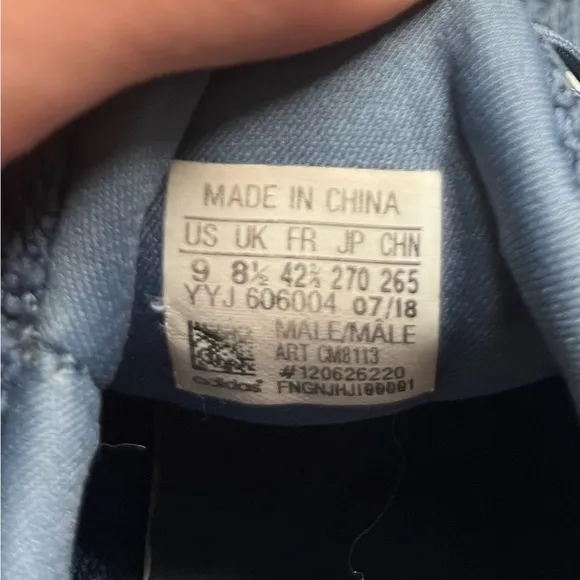 MADE IN CHINA
US UK FR JP CHN
9 8½ 42⅔ 270 265
YYJ 606004 07/18
MALE/MÂLE
ART CM8113
#120626220
adidas FNGNJHJI00001